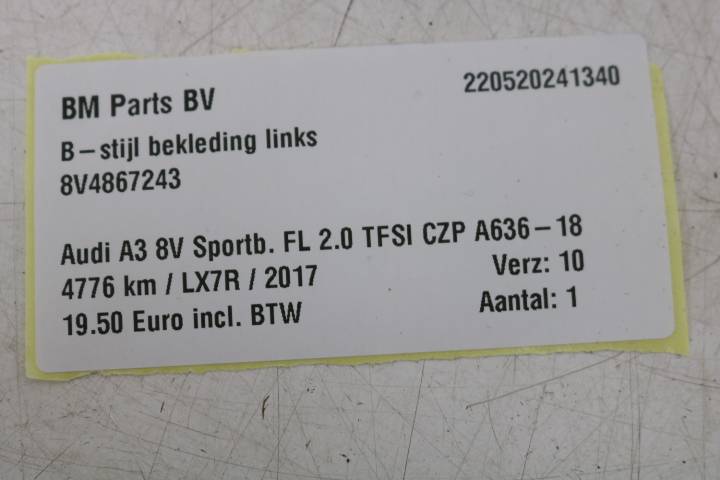 BM Parts BV 220520241340
B-stijl bekleding links
8V4867243
Audi A3 8V Sportb. FL 2.0 TFSI CZP A636-18
4776 km / LX7R / 2017 Verz: 10
19.50 Euro incl. BTW Aantal: 1